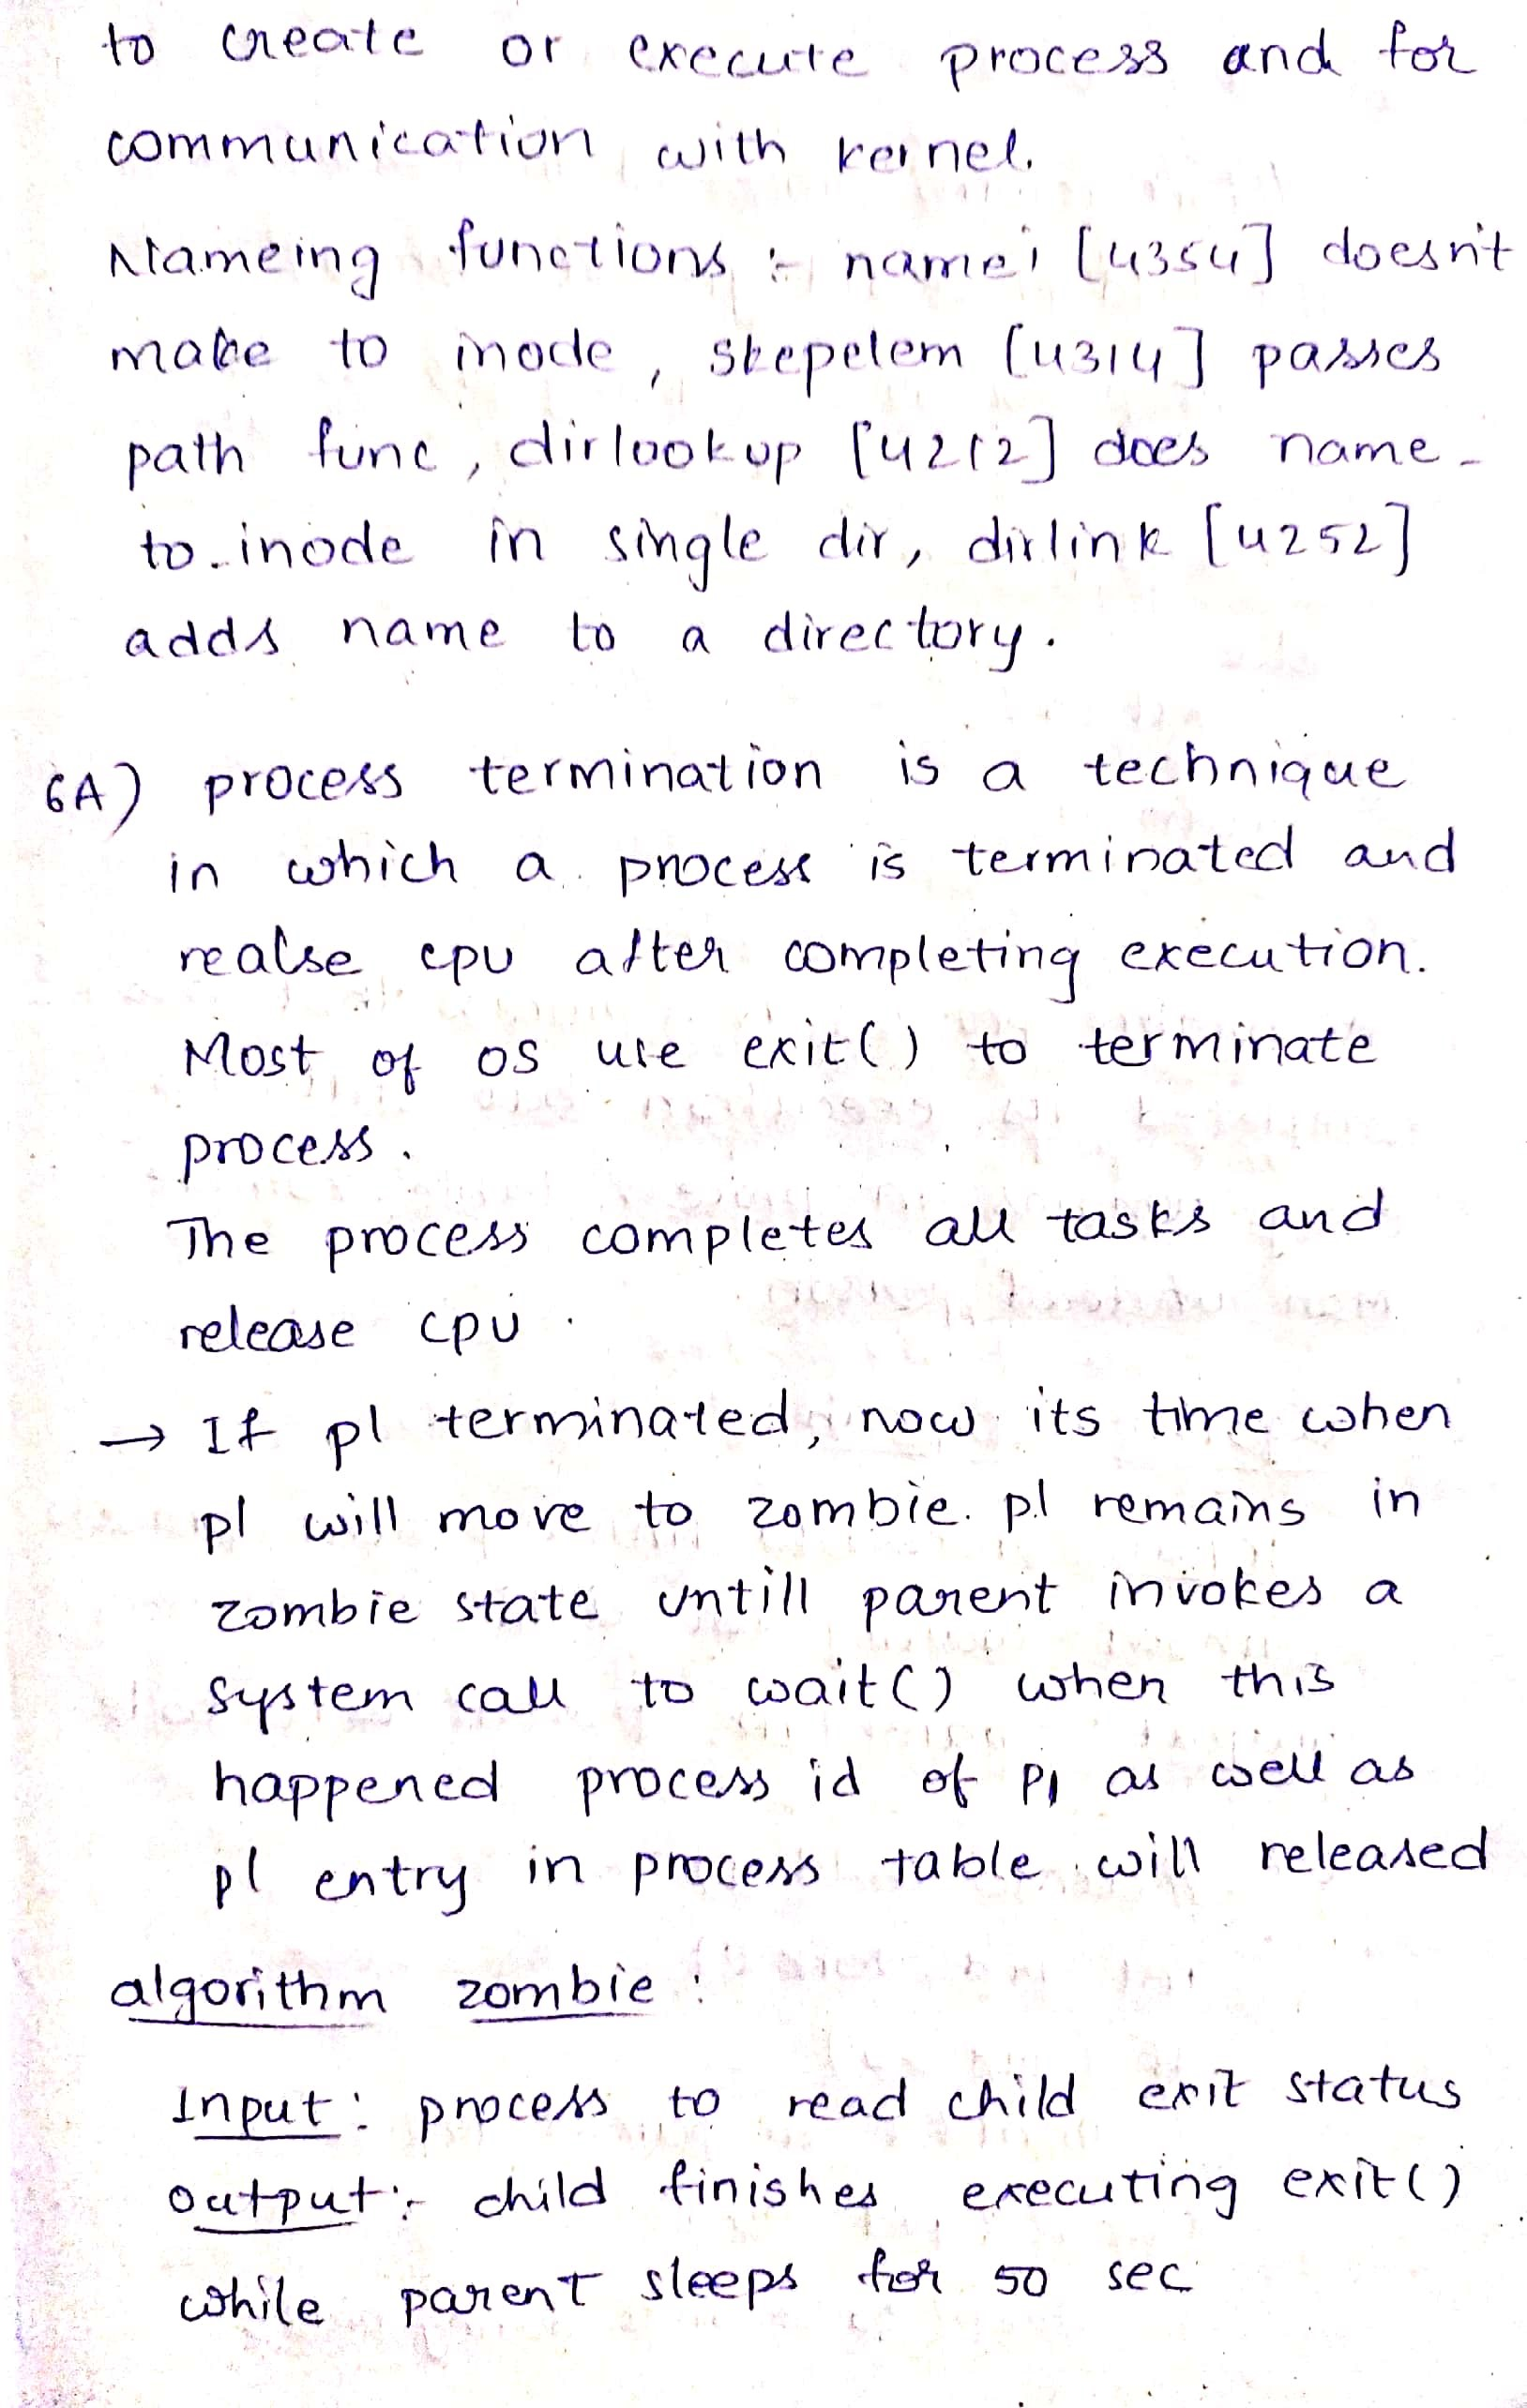 to create or execute process and for
communication with kernel.
Nameing functions :- namei [4354] doesn't
make to inode, skepelem [4314] passes
path func, dirlookup [4212] does name-
to-inode in single dir, dirlink [4252]
adds name to a directory.
6A) process termination is a technique
in which a process is terminated and
realse cpu after completing execution.
Most of OS use exit() to terminate
process.
The process completes all tasks and
release cpu.
→ If p1 terminated, now its time when
p1 will move to zombie. p1 remains in
zombie state untill parent invokes a
system call to wait() when this
happened process id of p1 as well as
p1 entry in process table will released
algorithm zombie :
Input : process to read child exit status
output :- child finishes executing exit()
while parent sleeps for 50 sec